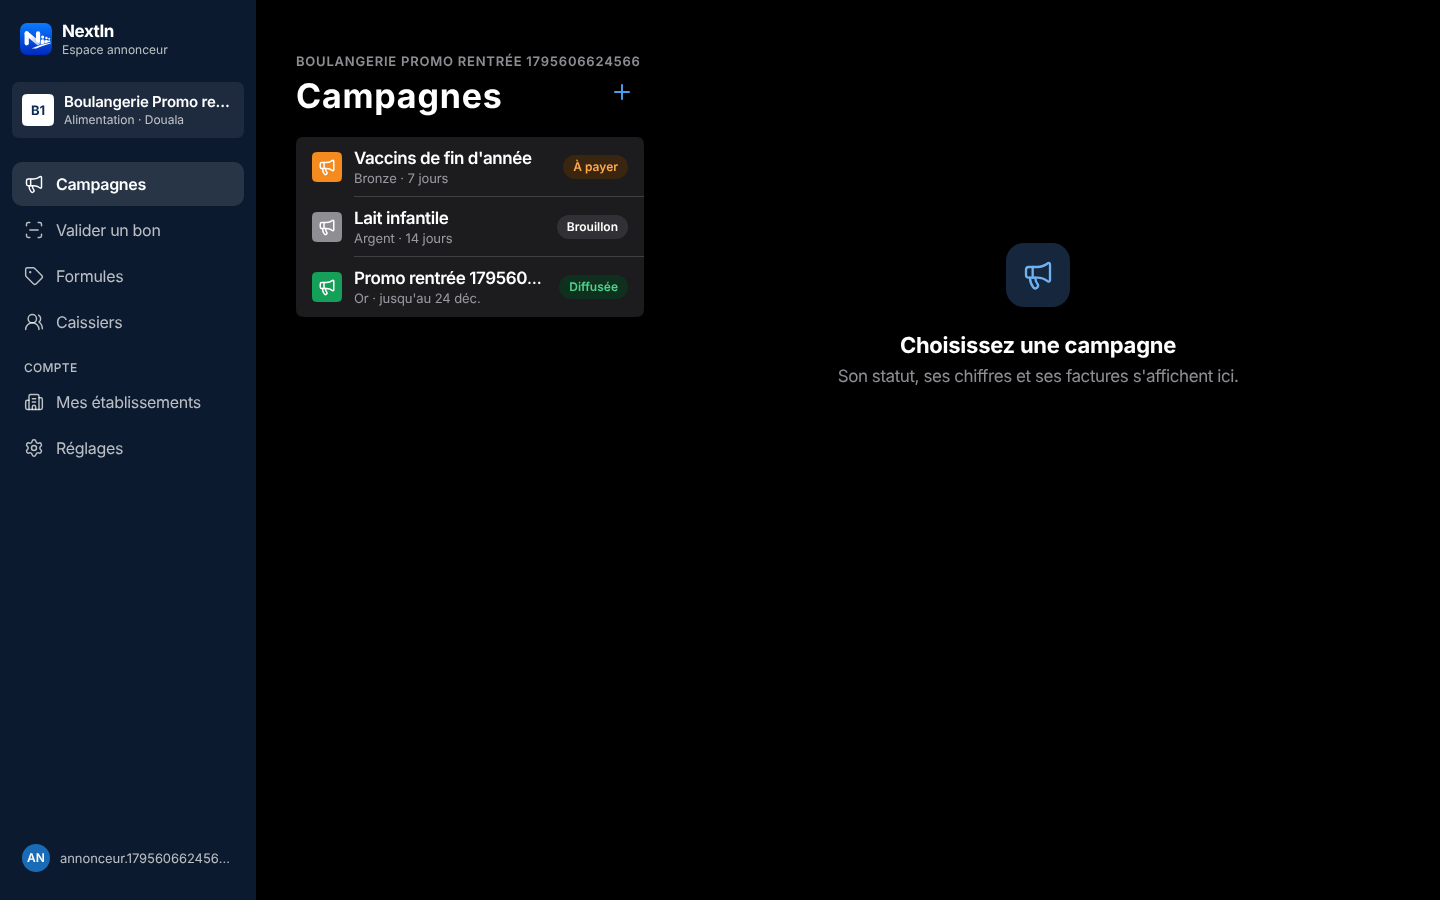 NextIn
Espace annonceur
B1
Boulangerie Promo re...
Alimentation · Douala
Campagnes
Valider un bon
Formules
Caissiers
COMPTE
Mes établissements
Réglages
AN
annonceur.179560662456...
BOULANGERIE PROMO RENTRÉE 1795606624566
Campagnes
Vaccins de fin d'année
Bronze · 7 jours
À payer
Lait infantile
Argent · 14 jours
Brouillon
Promo rentrée 179560...
Or · jusqu'au 24 déc.
Diffusée
Choisissez une campagne
Son statut, ses chiffres et ses factures s'affichent ici.